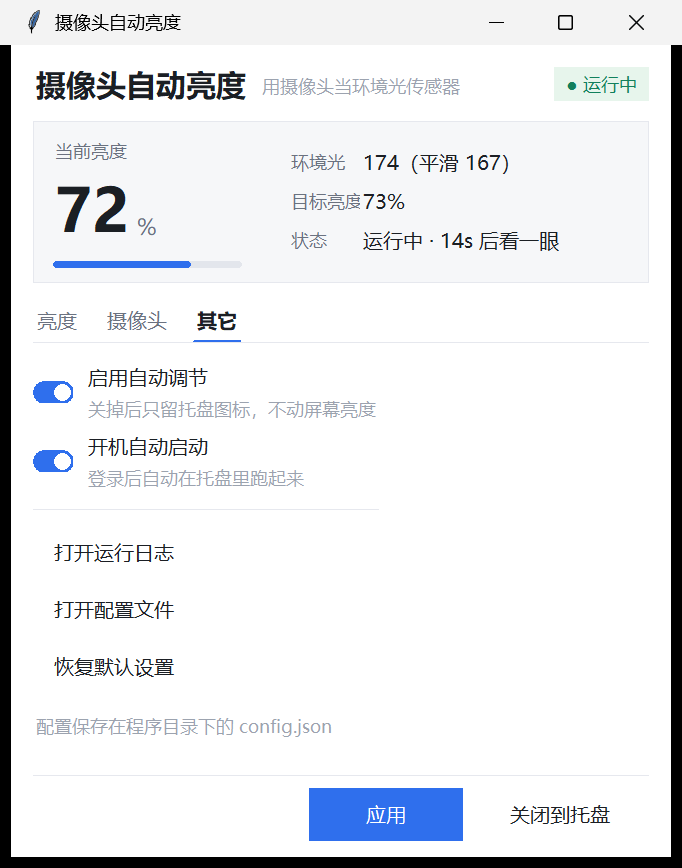 摄像头自动亮度
摄像头自动亮度 用摄像头当环境光传感器 ● 运行中
当前亮度
72 %
环境光 174（平滑 167）
目标亮度 73%
状态 运行中 · 14s 后看一眼
亮度 摄像头 其它
启用自动调节
关掉后只留托盘图标，不动屏幕亮度
开机自动启动
登录后自动在托盘里跑起来
打开运行日志
打开配置文件
恢复默认设置
配置保存在程序目录下的 config.json
应用 关闭到托盘